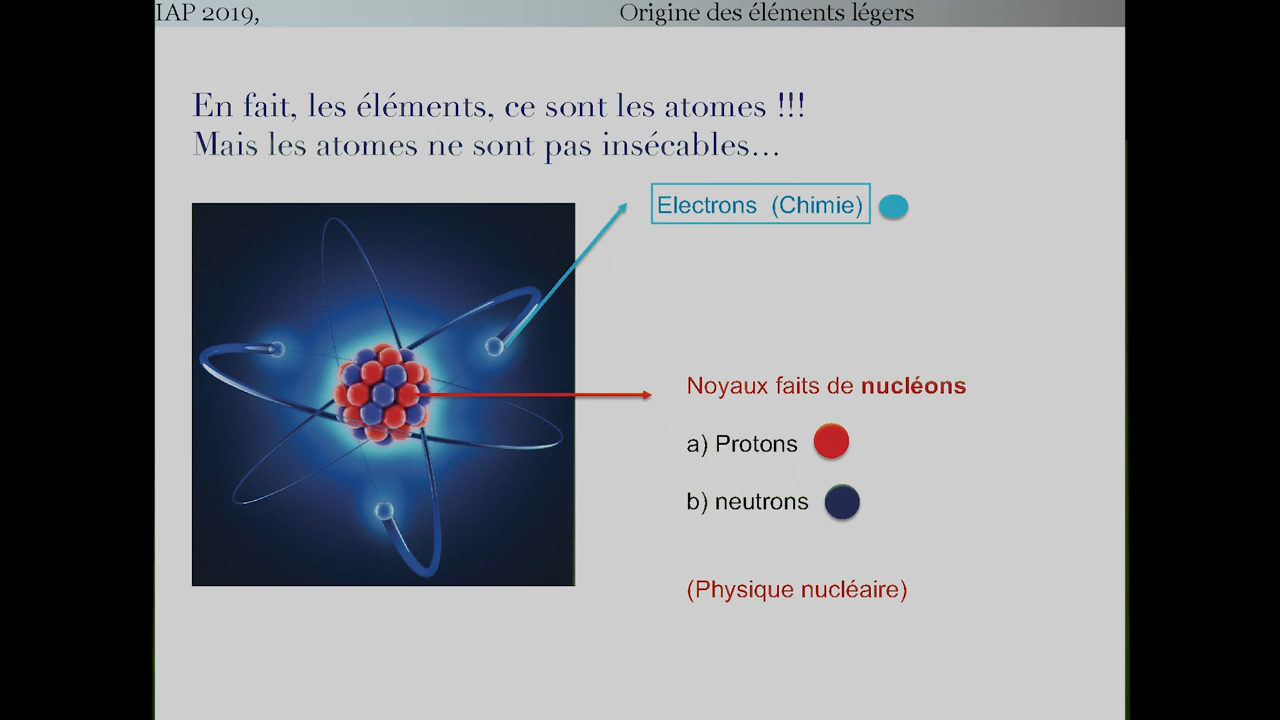 IAP 2019, Origine des éléments légers
En fait, les éléments, ce sont les atomes !!!
Mais les atomes ne sont pas insécables...
Electrons (Chimie)
Noyaux faits de nucléons
a) Protons
b) neutrons
(Physique nucléaire)